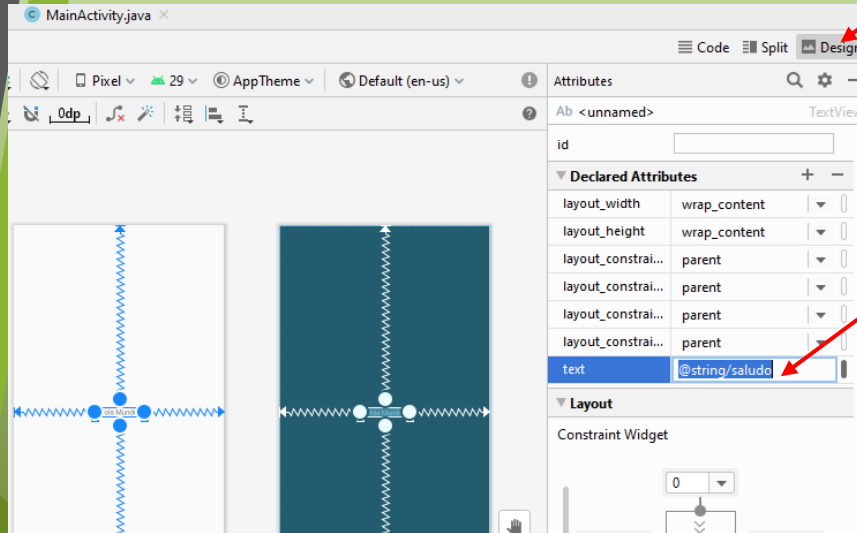 MainActivity.java
Code Split Design
Pixel 29 AppTheme Default (en-us) Attributes
0dp
Ab <unnamed> TextView
id
Declared Attributes
layout_width wrap_content
layout_height wrap_content
layout_constrai... parent
layout_constrai... parent
layout_constrai... parent
layout_constrai... parent
text @string/saludo
Layout
Constraint Widget
0